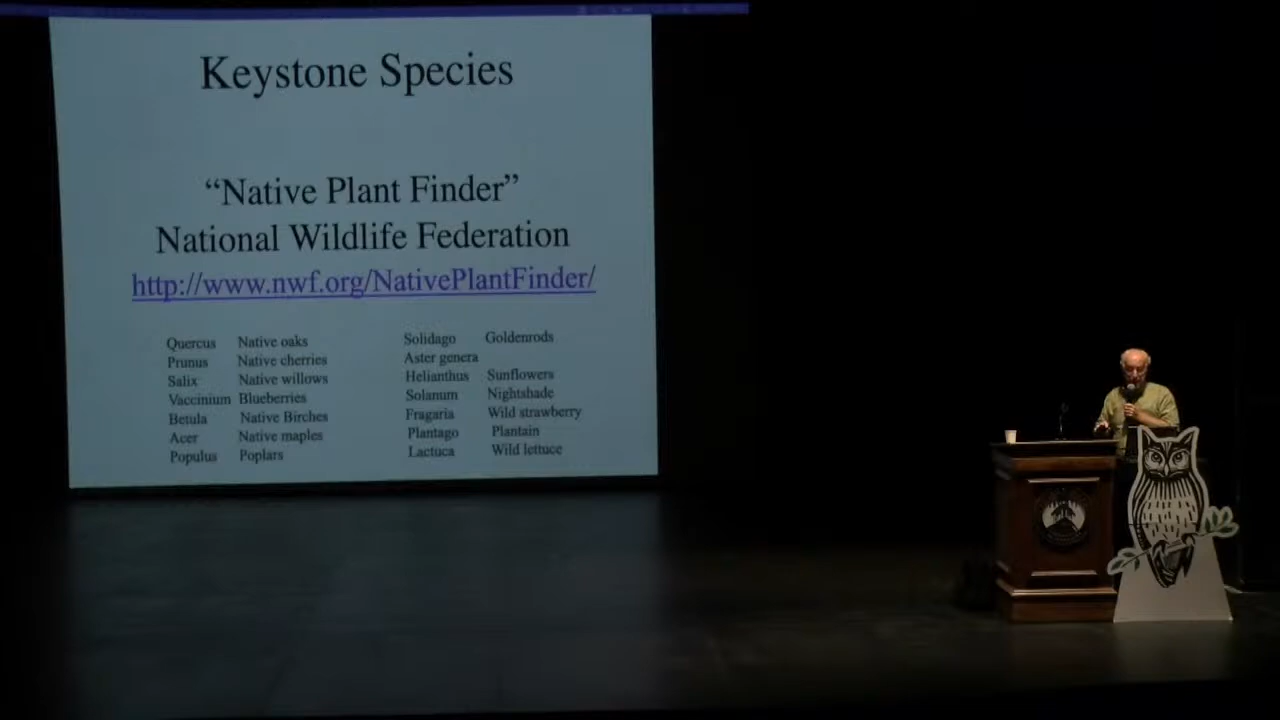 Keystone Species
“Native Plant Finder”
National Wildlife Federation
http://www.nwf.org/NativePlantFinder/
Quercus Native oaks
Prunus Native cherries
Salix Native willows
Vaccinium Blueberries
Betula Native Birches
Acer Native maples
Populus Poplars
Solidago Goldenrods
Aster genera
Helianthus Sunflowers
Solanum Nightshade
Fragaria Wild strawberry
Plantago Plantain
Lactuca Wild lettuce